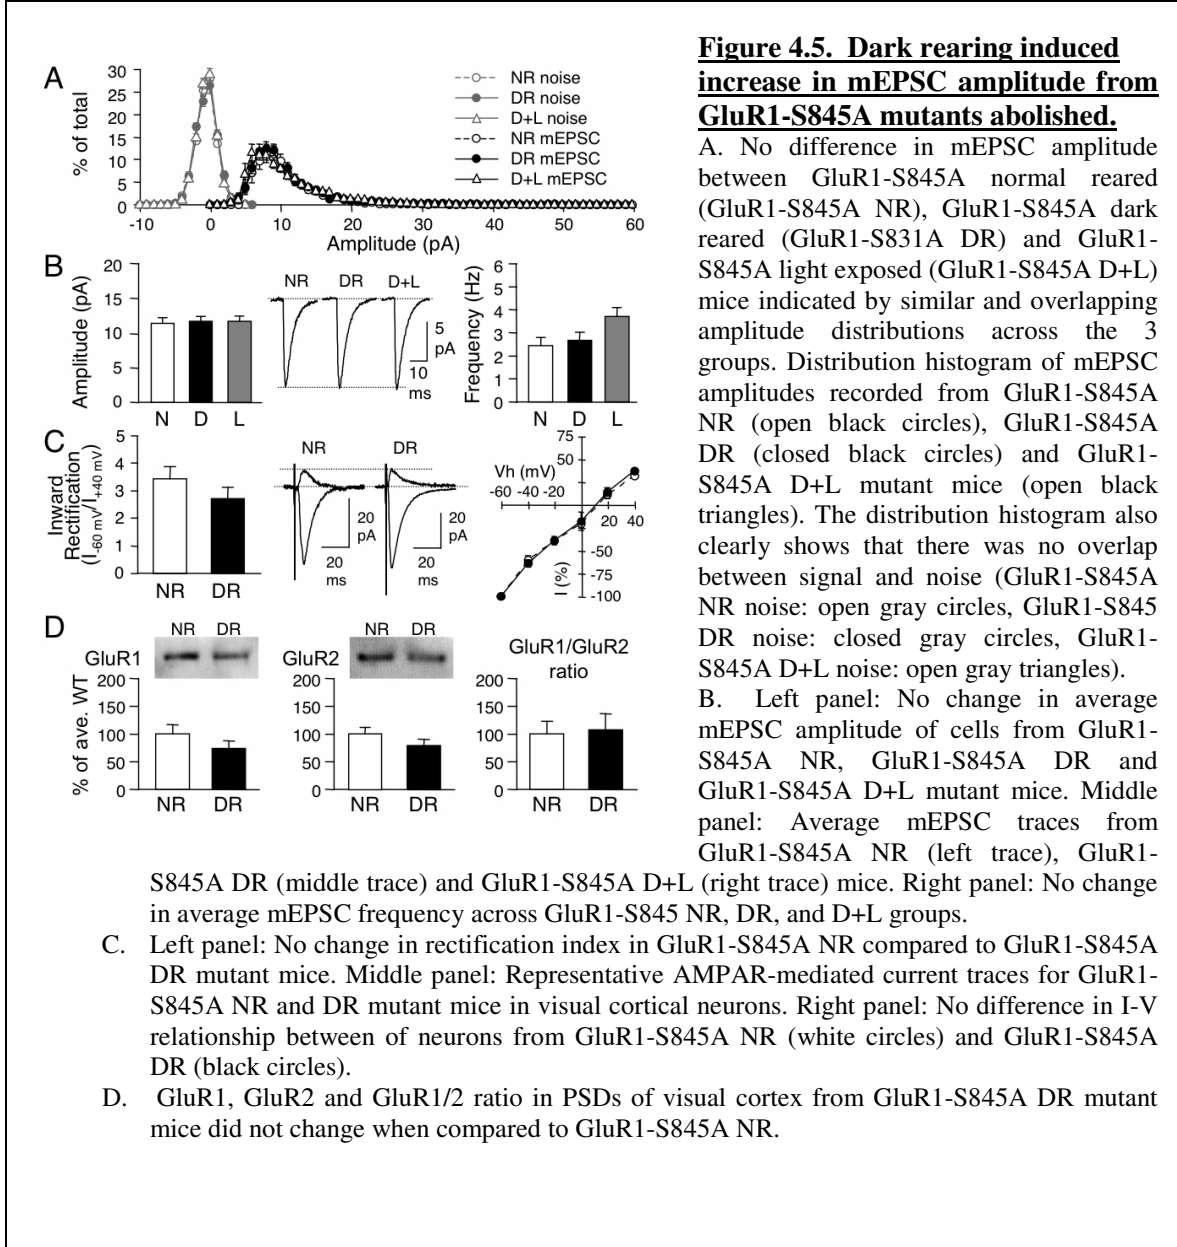 Figure 4.5. Dark rearing induced
increase in mEPSC amplitude from
GluR1-S845A mutants abolished.
A. No difference in mEPSC amplitude
between GluR1-S845A normal reared
(GluR1-S845A NR), GluR1-S845A dark
reared (GluR1-S831A DR) and GluR1-
S845A light exposed (GluR1-S845A D+L)
mice indicated by similar and overlapping
amplitude distributions across the 3
groups. Distribution histogram of mEPSC
amplitudes recorded from GluR1-S845A
NR (open black circles), GluR1-S845A
DR (closed black circles) and GluR1-
S845A D+L mutant mice (open black
triangles). The distribution histogram also
clearly shows that there was no overlap
between signal and noise (GluR1-S845A
NR noise: open gray circles, GluR1-S845
DR noise: closed gray circles, GluR1-
S845A D+L noise: open gray triangles).
B. Left panel: No change in average
mEPSC amplitude of cells from GluR1-
S845A NR, GluR1-S845A DR and
GluR1-S845A D+L mutant mice. Middle
panel: Average mEPSC traces from
GluR1-S845A NR (left trace), GluR1-
S845A DR (middle trace) and GluR1-S845A D+L (right trace) mice. Right panel: No change
in average mEPSC frequency across GluR1-S845 NR, DR, and D+L groups.
C. Left panel: No change in rectification index in GluR1-S845A NR compared to GluR1-S845A
DR mutant mice. Middle panel: Representative AMPAR-mediated current traces for GluR1-
S845A NR and DR mutant mice in visual cortical neurons. Right panel: No difference in I-V
relationship between of neurons from GluR1-S845A NR (white circles) and GluR1-S845A
DR (black circles).
D. GluR1, GluR2 and GluR1/2 ratio in PSDs of visual cortex from GluR1-S845A DR mutant
mice did not change when compared to GluR1-S845A NR.
A
% of total
30
25
20
15
10
5
0
-10 0 10 20 30 40 50 60
Amplitude (pA)
NR noise
DR noise
D+L noise
NR mEPSC
DR mEPSC
D+L mEPSC
B
Amplitude (pA)
20
15
10
5
0
N D L
NR DR D+L
5
pA
10
ms
Frequency (Hz)
6
5
4
3
2
1
0
N D L
C
Inward
Rectification
(I-60 mV/I+40 mV)
5
4
3
2
1
0
NR DR
NR DR
20
pA
20
ms
20
pA
20
ms
75
50
Vh (mV)
-60 -40 -20
20 40
-50
-75
-100
I (%)
D
NR DR
GluR1
% of ave. WT
200
150
100
50
0
NR DR
NR DR
GluR2
200
150
100
50
0
NR DR
GluR1/GluR2
ratio
200
150
100
50
0
NR DR